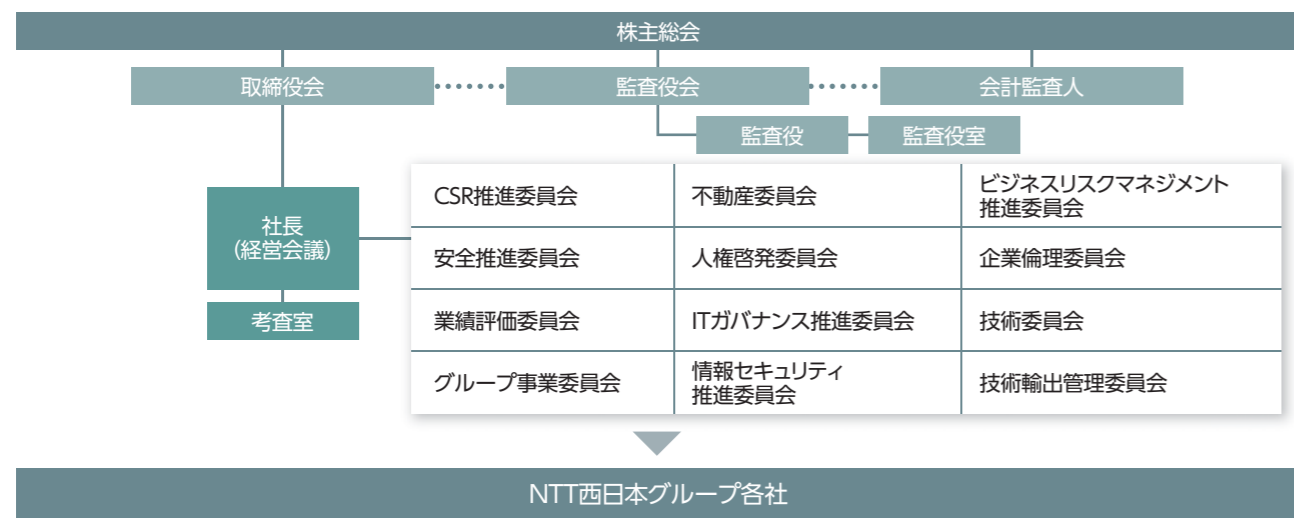 株主総会
取締役会
監査役会
会計監査人
監査役
監査役室
社長
(経営会議)
考査室
CSR推進委員会
不動産委員会
ビジネスリスクマネジメント
推進委員会
安全推進委員会
人権啓発委員会
企業倫理委員会
業績評価委員会
ITガバナンス推進委員会
技術委員会
グループ事業委員会
情報セキュリティ
推進委員会
技術輸出管理委員会
NTT西日本グループ各社